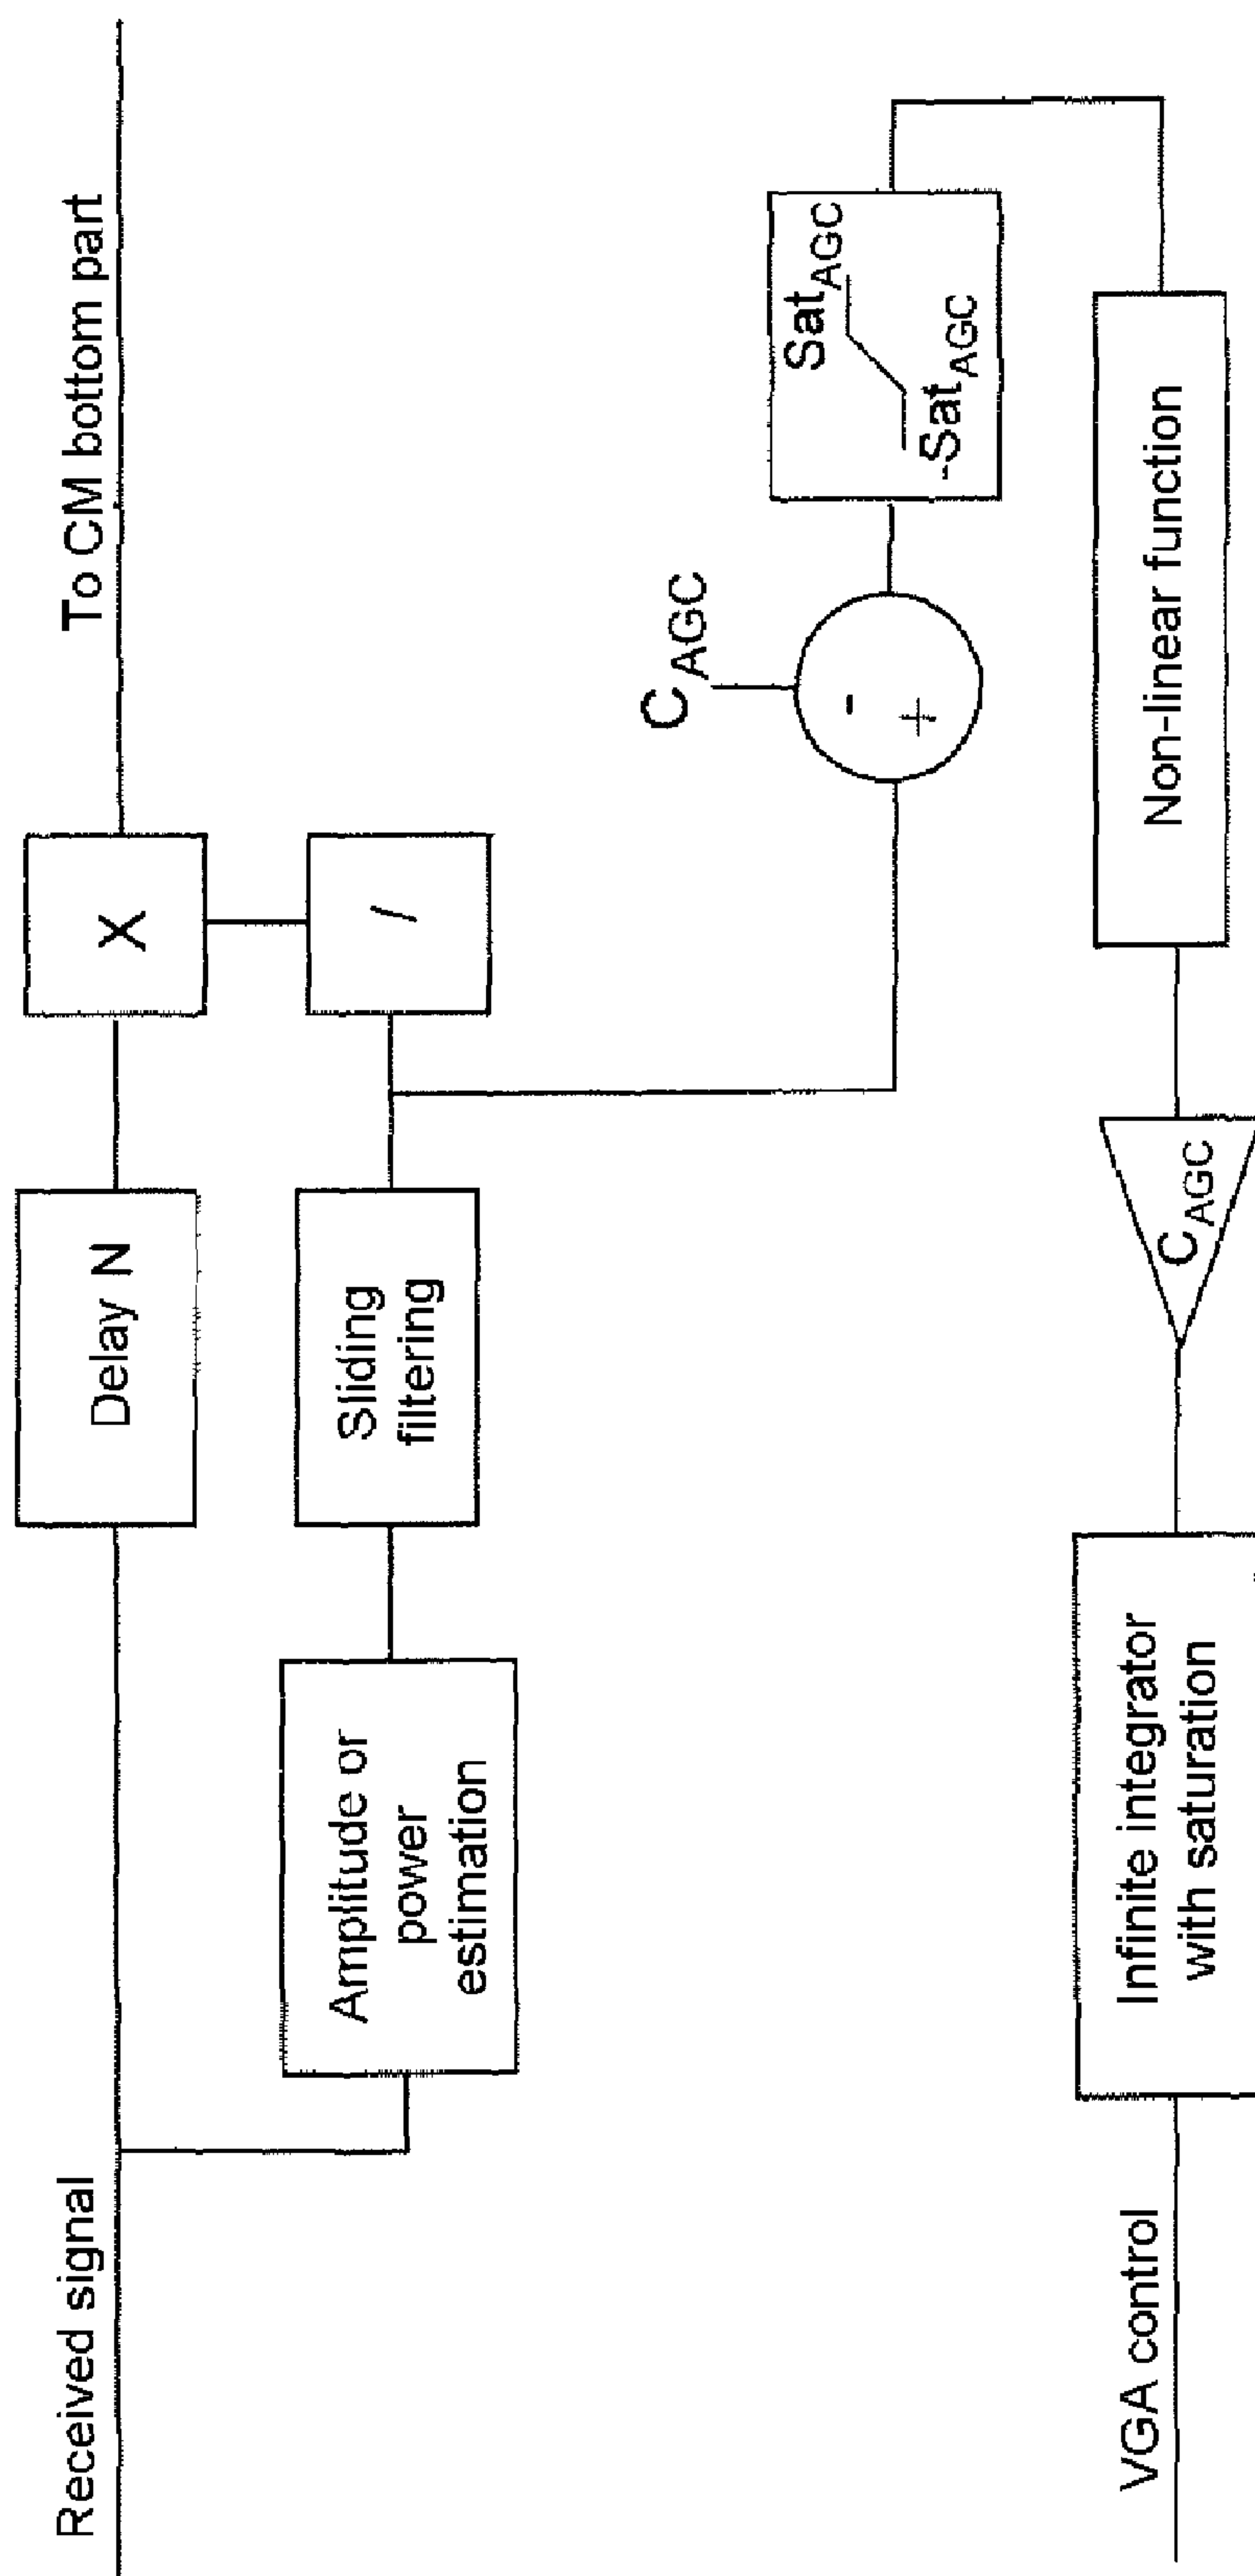 Received signal
To CM bottom part
Delay N
X
Amplitude or
power
estimation
Sliding
filtering
/
C_AGC
-
+
Sat_AGC
-Sat_AGC
VGA control
Infinite integrator
with saturation
C_AGC
Non-linear function